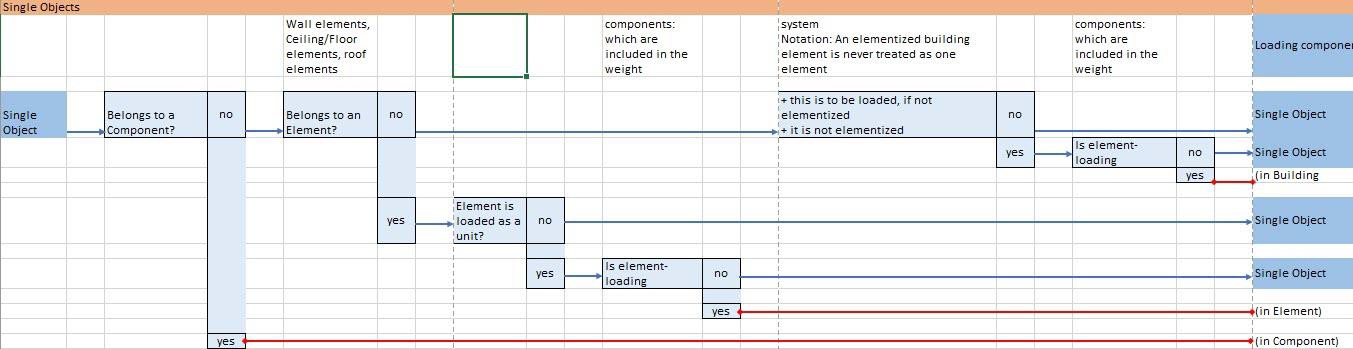 Single Objects
Wall elements,
Ceiling/Floor
elements, roof
elements
components:
which are
included in the
weight
system
Notation: An elementized building
element is never treated as one
element
components:
which are
included in the
weight
Loading
Single
Object
Belongs to a
Component?
no
Belongs to an
Element?
no
+ this is to be loaded, if not
elementized
+ it is not elementized
no
Single Object
yes
Is element-
loading
no
Single Object
yes
(in Building
yes
Element is
loaded as a
unit?
no
Single Object
yes
Is element-
loading
no
Single Object
yes
(in Element)
yes
(in Component)